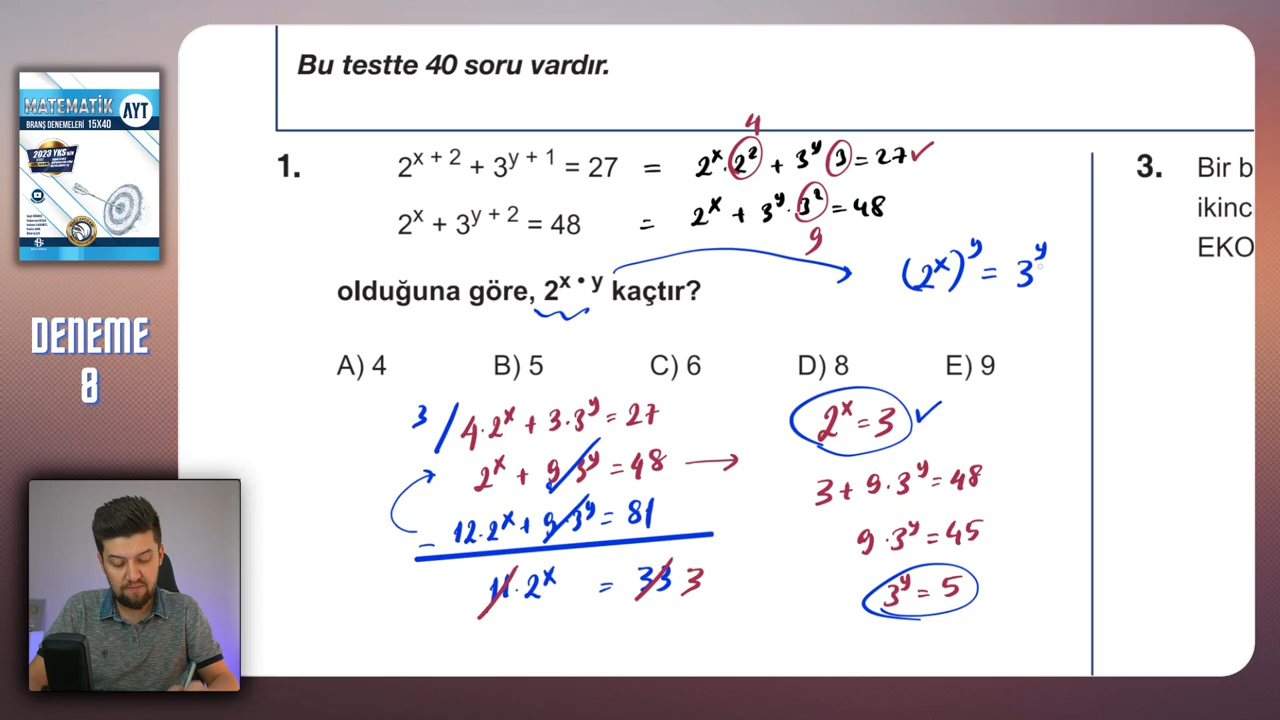 Bu testte 40 soru vardır.
MATEMATİK AYT
BRANŞ DENEMELERİ 15X40
2023 YKS'NİN
DENEME
8
1. 2^{x + 2} + 3^{y + 1} = 27 = 2^x · 2^2 + 3^y · 3 = 27 ✓
4
2^x + 3^{y + 2} = 48 = 2^x + 3^y · 3^2 = 48
9
olduğuna göre, 2^{x • y} kaçtır? (2^x)^y = 3^y
A) 4 B) 5 C) 6 D) 8 E) 9
3 / 4 · 2^x + 3 · 3^y = 27
2^x + 9 · 3^y = 48 →
12 · 2^x + 9 · 3^y = 81
−
11 · 2^x = 33 3
2^x = 3 ✓
3 + 9 · 3^y = 48
9 · 3^y = 45
3^y = 5
3. Bir b
ikinc
EKO